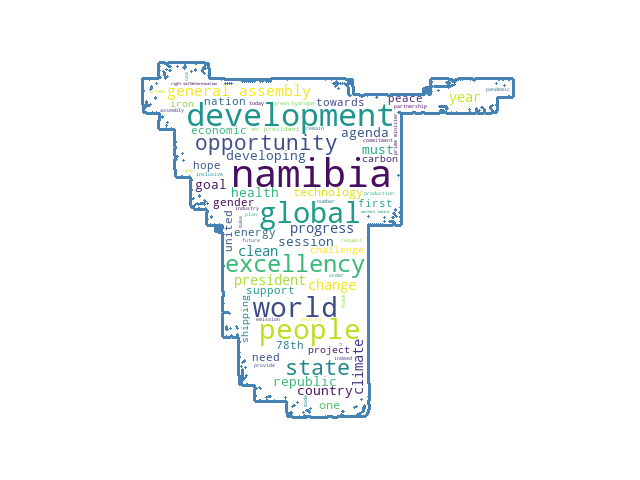 right selfdetermination
general assembly
year
pandemic
iron
nation
today
green hydrogen
towards
peace
partnership
assembly
development
prime minister
economic
mr president
remain
agenda
commitment
opportunity
must
developing
carbon
inclusive
hope
namibia
goal
health
technology
production
gender
number
first
industry
global
plan
united
make
progress
energy
future
session
request
clean
challenge
excellency
president
change
order
support
world
thank
shipping
emission
people
78th
project
need
indeed
provide
state
climate
republic
country
one